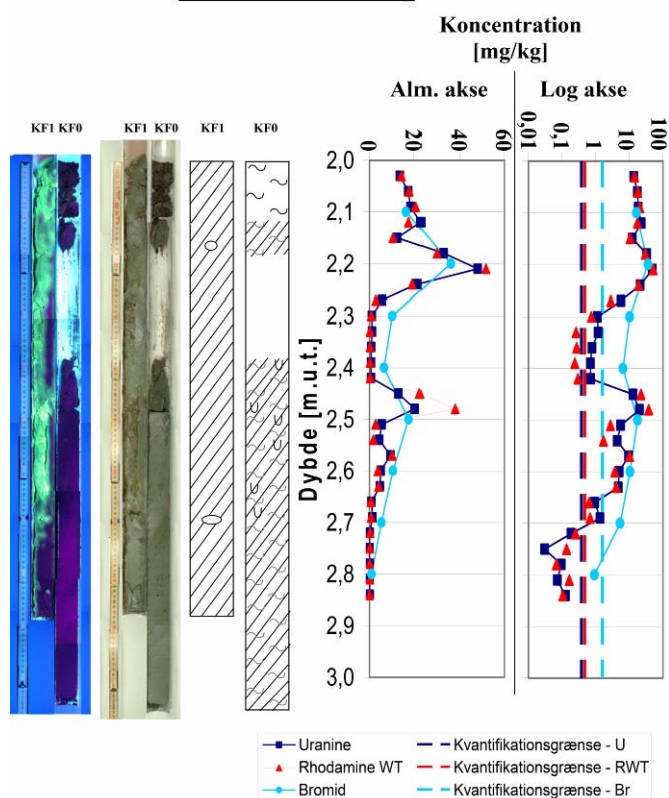 Koncentration
[mg/kg]
Alm. akse
Log akse
KF1 KF0
KF1 KF0
KF1
KF0
0 20 40 60
0,01 0,1 1 10 100
2,0
2,1
2,2
2,3
2,4
2,5
2,6
2,7
2,8
2,9
3,0
Dybde [m.u.t.]
Uranine
Kvantifikationsgrænse - U
Rhodamine WT
Kvantifikationsgrænse - RWT
Bromid
Kvantifikationsgrænse - Br